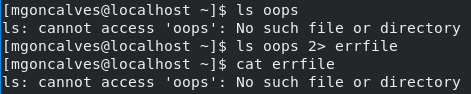 [mgoncalves@localhost ~]$ ls oops
ls: cannot access 'oops': No such file or directory
[mgoncalves@localhost ~]$ ls oops 2> errfile
[mgoncalves@localhost ~]$ cat errfile
ls: cannot access 'oops': No such file or directory